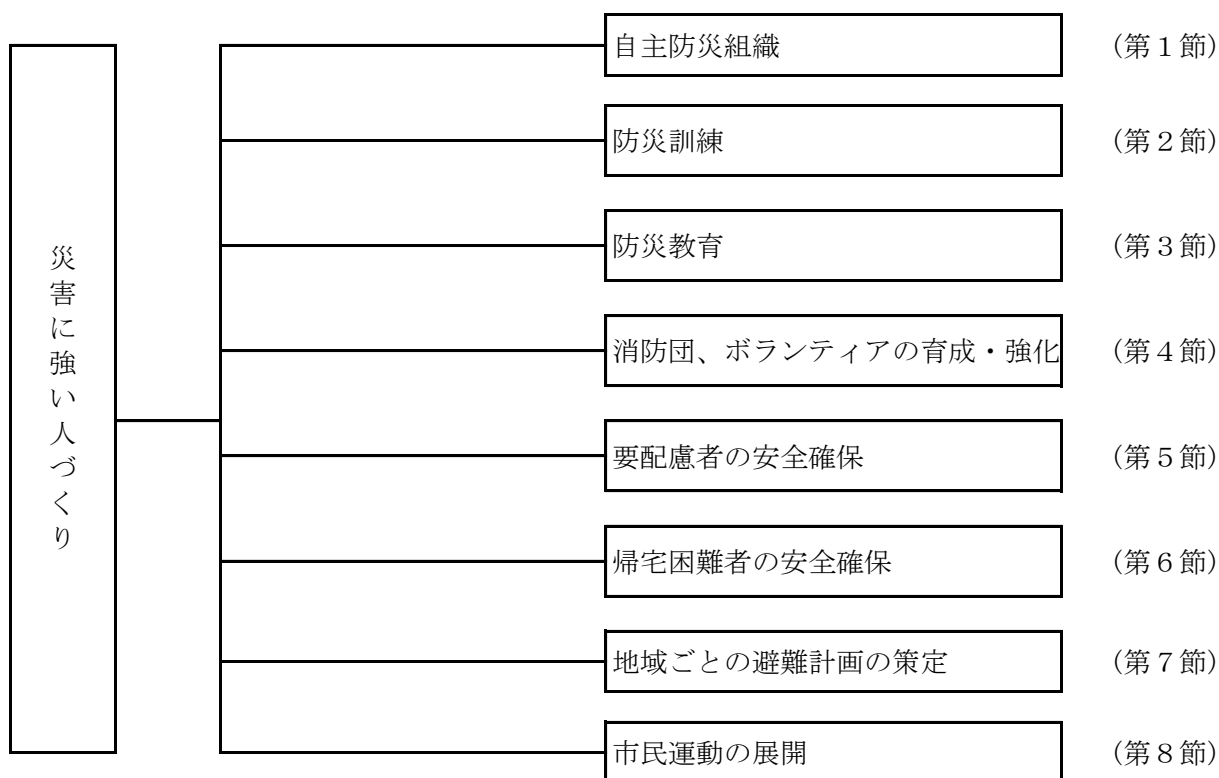 災害に強い人づくり
自主防災組織 (第1節)
防災訓練 (第2節)
防災教育 (第3節)
消防団、ボランティアの育成・強化 (第4節)
要配慮者の安全確保 (第5節)
帰宅困難者の安全確保 (第6節)
地域ごとの避難計画の策定 (第7節)
市民運動の展開 (第8節)